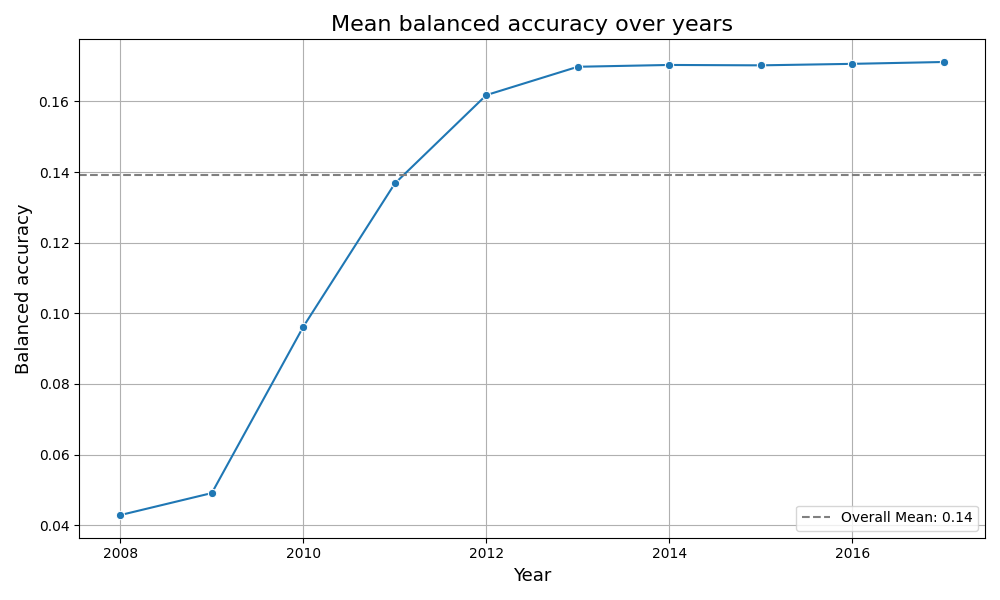 Mean balanced accuracy over years
Balanced accuracy
0.16
0.14
0.12
0.10
0.08
0.06
0.04
Overall Mean: 0.14
2008 2010 2012 2014 2016
Year